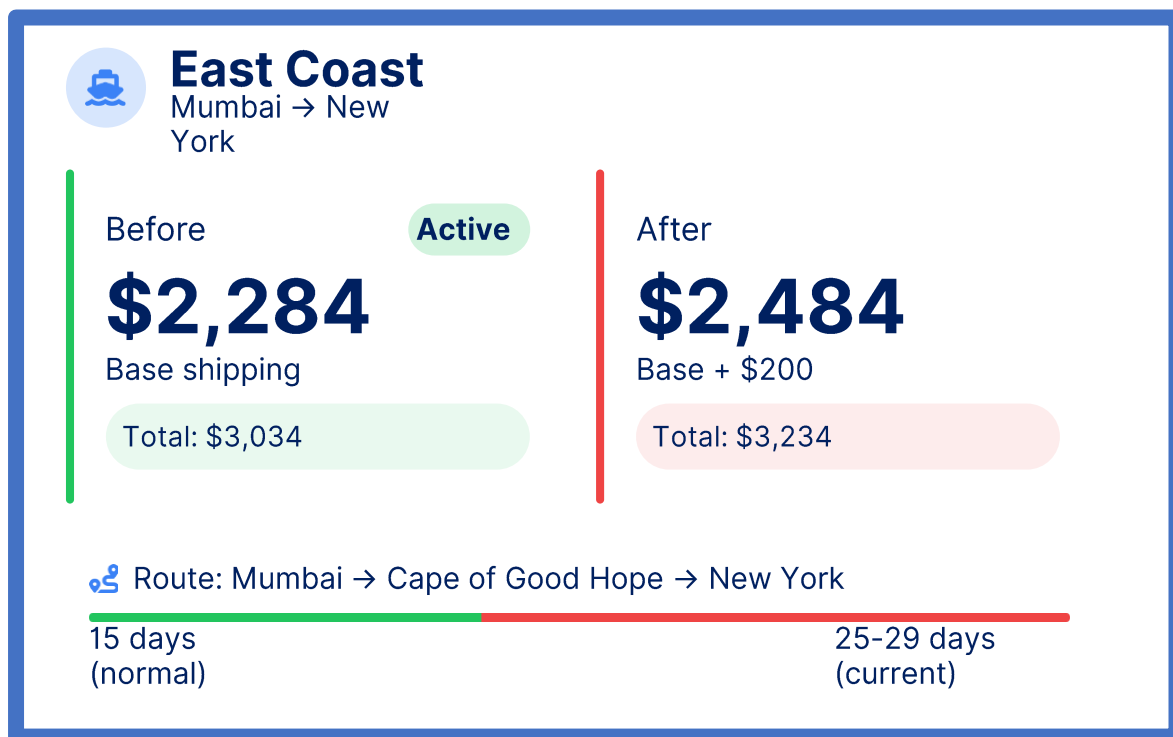 East Coast
Mumbai → New
York
Before
Active
$2,284
Base shipping
Total: $3,034
After
$2,484
Base + $200
Total: $3,234
Route: Mumbai → Cape of Good Hope → New York
15 days
(normal)
25-29 days
(current)